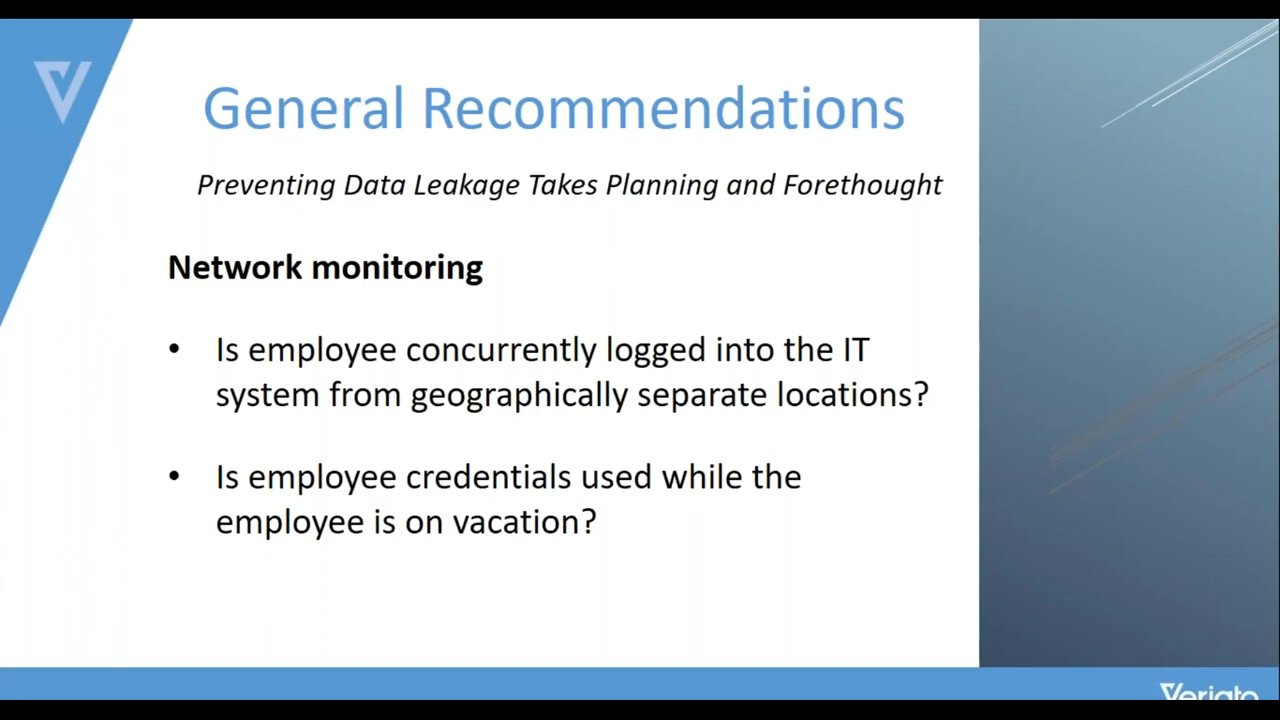 General Recommendations
Preventing Data Leakage Takes Planning and Forethought
Network monitoring
• Is employee concurrently logged into the IT
system from geographically separate locations?
• Is employee credentials used while the
employee is on vacation?
Veriato